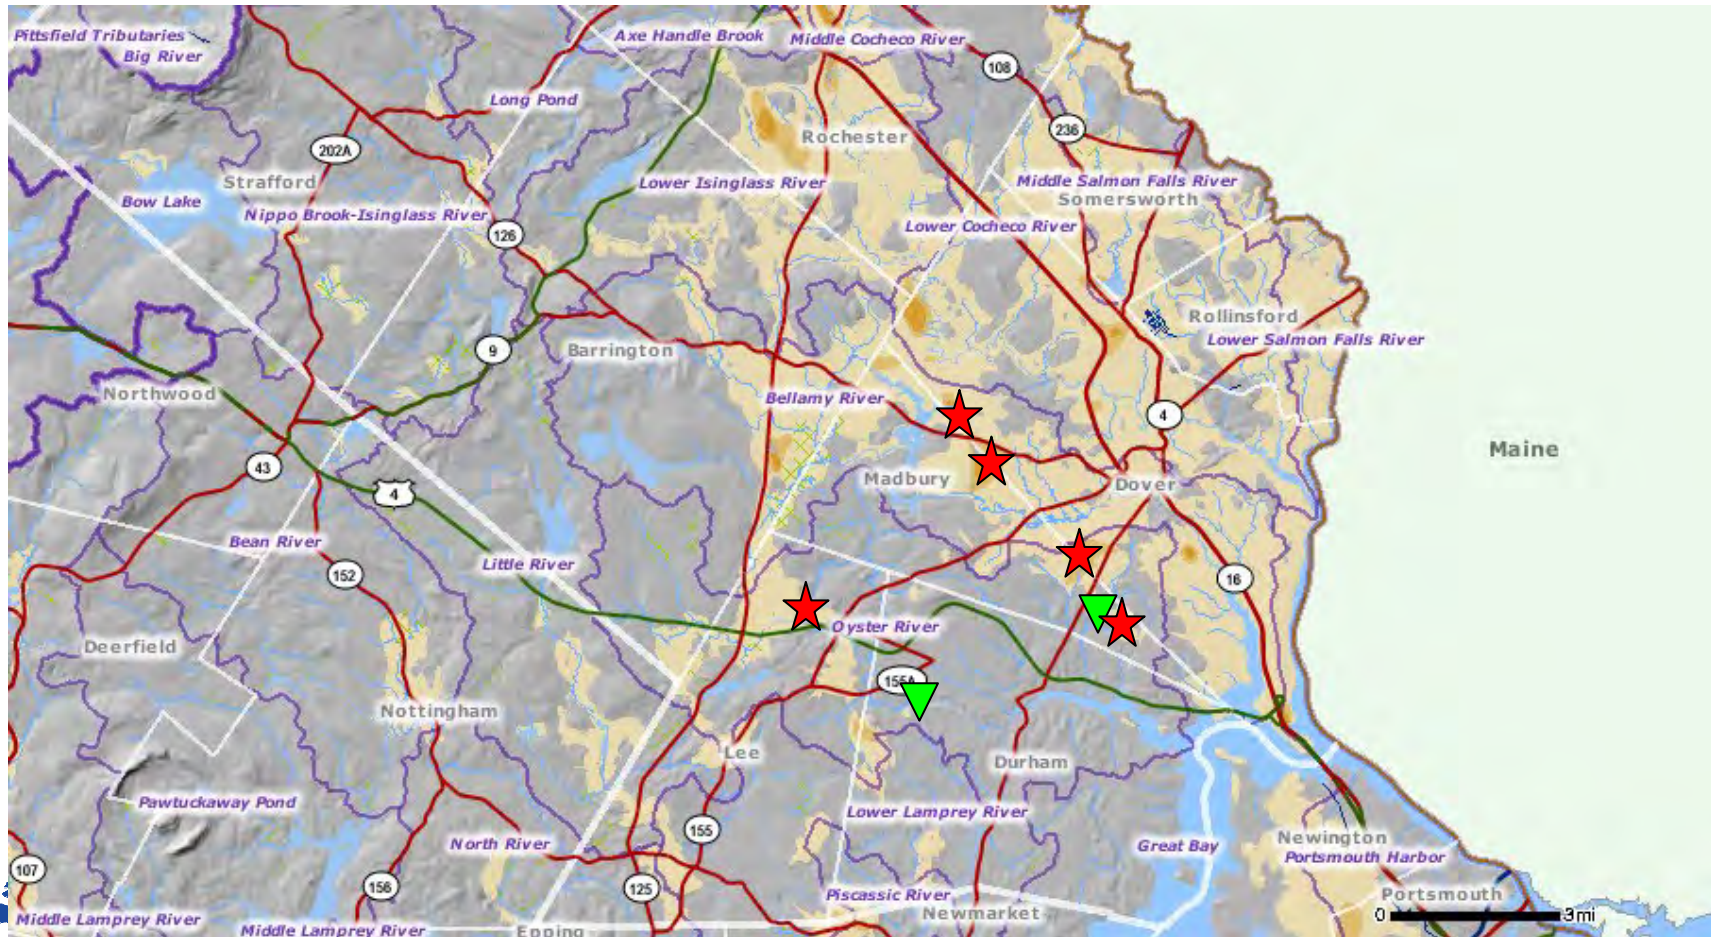 Pittsfield Tributaries
Big River
Axe Handle Brook
Middle Cocheco River
108
Long Pond
236
Rochester
202A
Strafford
Lower Isinglass River
Middle Salmon Falls River
Somersworth
Bow Lake
Nippo Brook-Isinglass River
126
Lower Cocheco River
Rollinsford
Lower Salmon Falls River
9
Barrington
Northwood
Bellamy River
4
Maine
43
4
Madbury
Dover
Bean River
Little River
152
16
Oyster River
Deerfield
155A
Nottingham
Lee
Durham
Pawtuckaway Pond
Lower Lamprey River
155
North River
Great Bay
Newington
Portsmouth Harbor
107
156
125
Piscassic River
Portsmouth
Newmarket
0 3mi
Middle Lamprey River
Middle Lamprey River
Epping